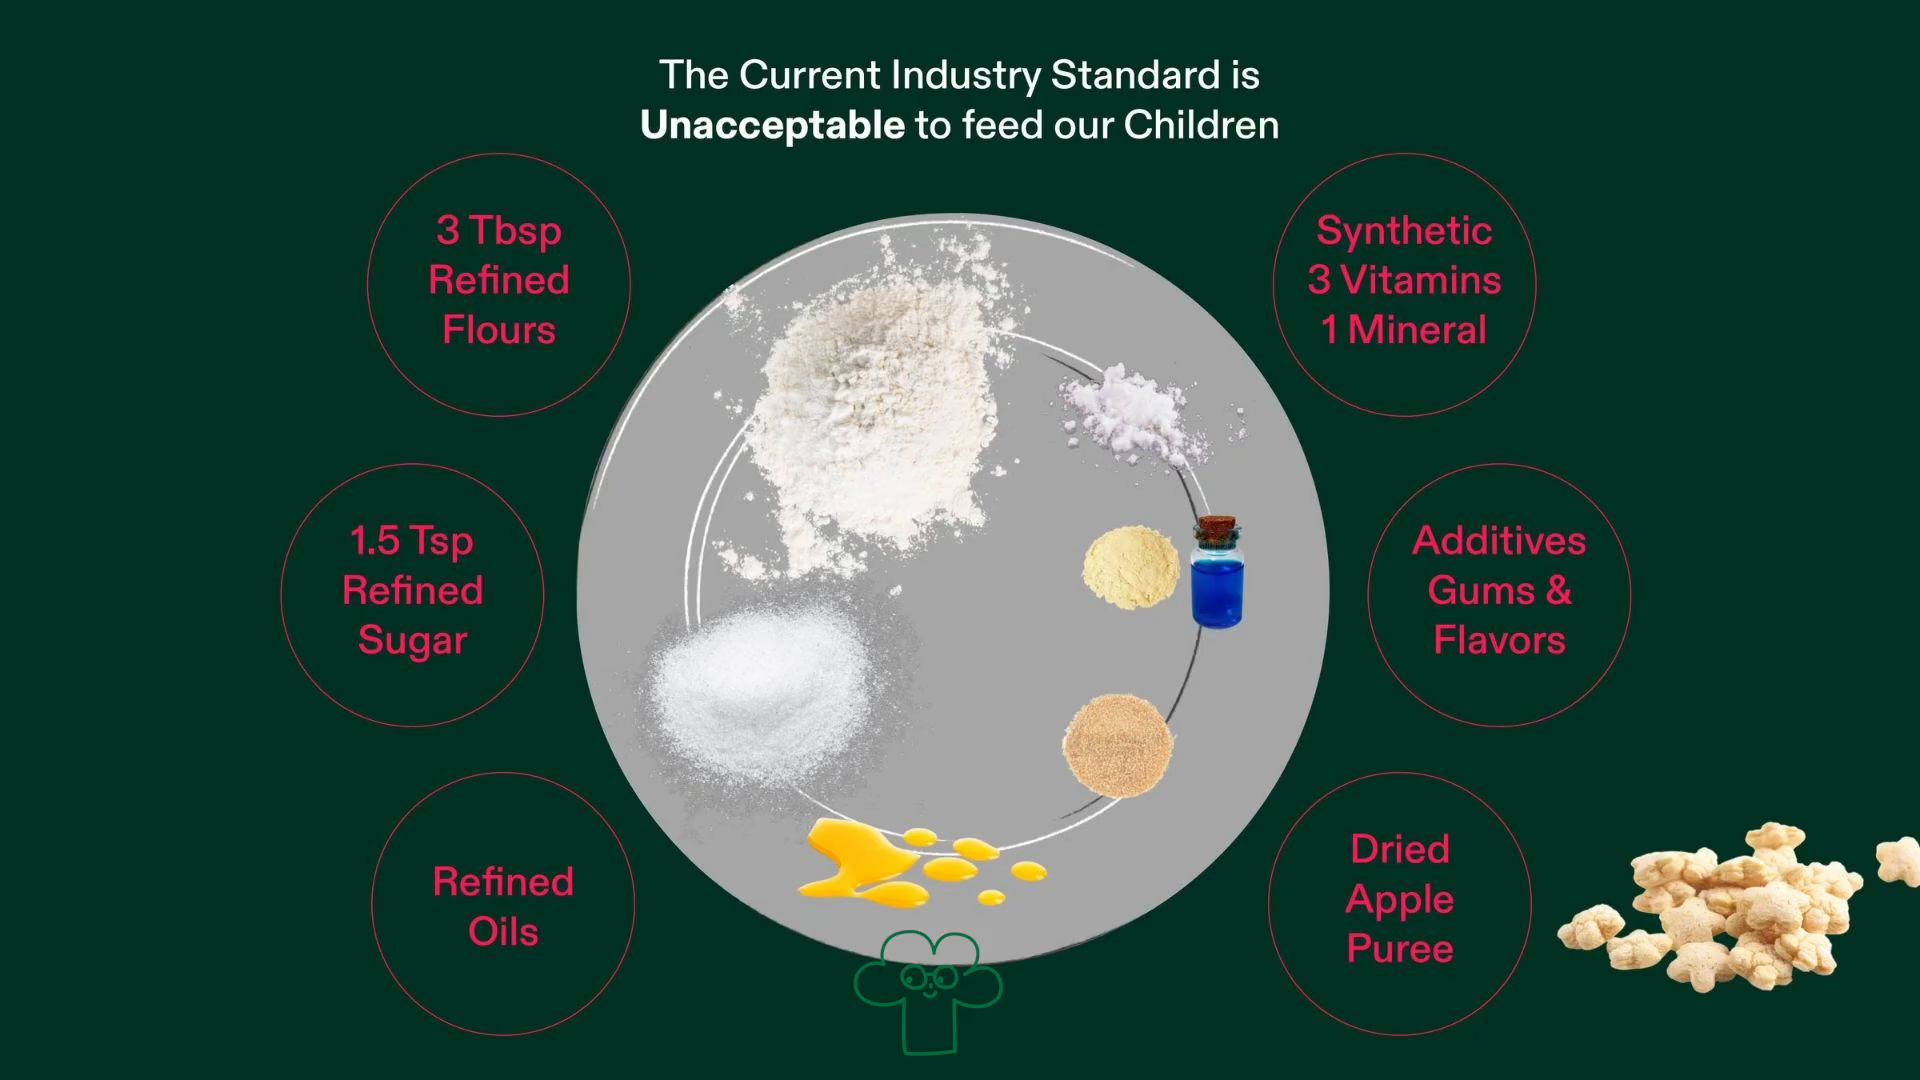 The Current Industry Standard is
Unacceptable to feed our Children
3 Tbsp
Refined
Flours
Synthetic
3 Vitamins
1 Mineral
1.5 Tsp
Refined
Sugar
Additives
Gums &
Flavors
Refined
Oils
Dried
Apple
Puree